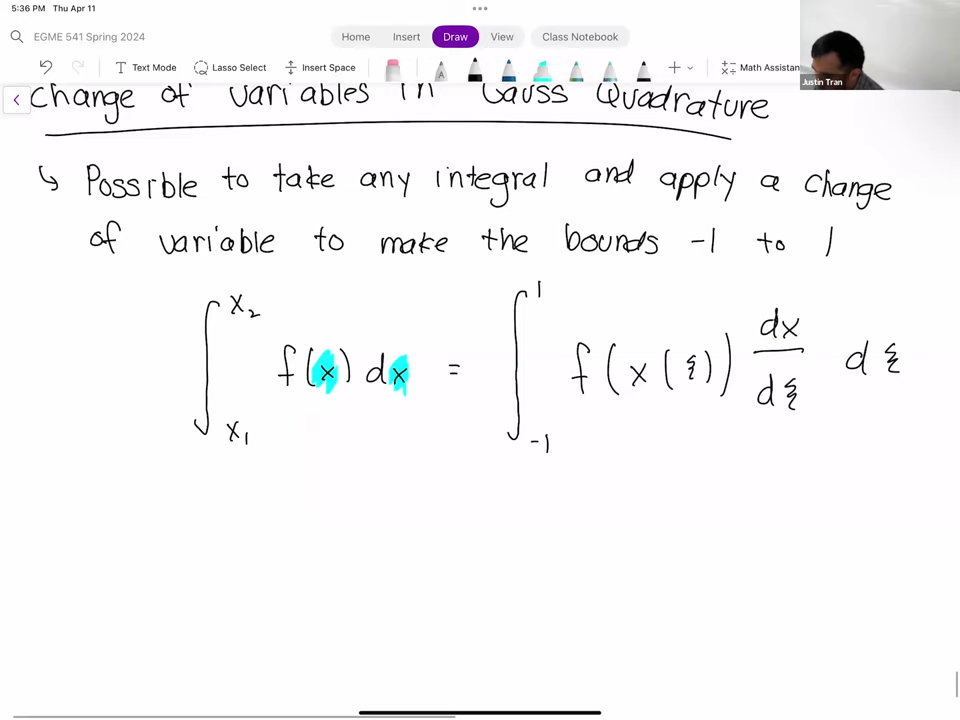 5:36 PM Thu Apr 11
EGME 541 Spring 2024
Home Insert Draw View Class Notebook
Text Mode Lasso Select Insert Space Math Assistan
Justin Tran
Change of variables in Gauss Quadrature
↳ Possible to take any integral and apply a change
of variable to make the bounds -1 to 1
∫_{x₁}^{x₂} f(x) dx = ∫_{-1}^{1} f(x(ξ)) dx/dξ dξ